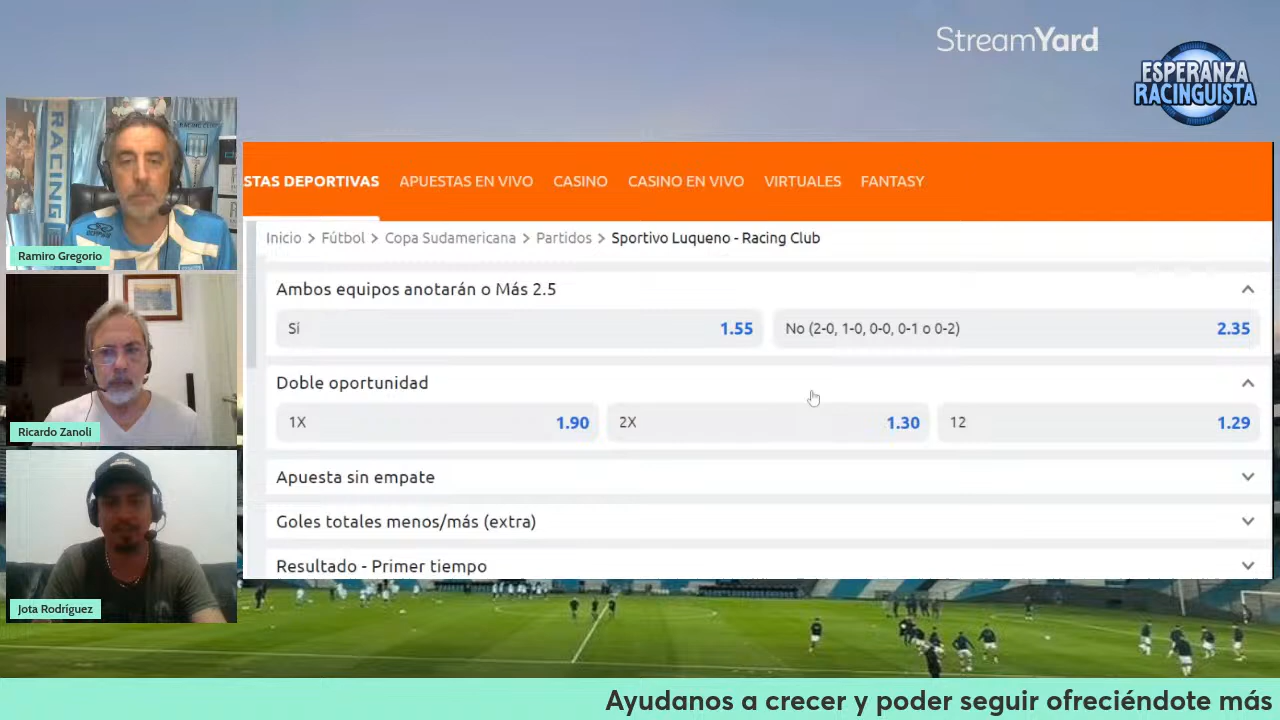 StreamYard
ESPERANZA
RACINGUISTA
RACING
RACING CLUB
Ramiro Gregorio
Ricardo Zanoli
Jota Rodríguez
STAS DEPORTIVAS APUESTAS EN VIVO CASINO CASINO EN VIVO VIRTUALES FANTASY
Inicio > Fútbol > Copa Sudamericana > Partidos > Sportivo Luqueno - Racing Club
Ambos equipos anotarán o Más 2.5
Si 1.55 No (2-0, 1-0, 0-0, 0-1 o 0-2) 2.35
Doble oportunidad
1X 1.90 2X 1.30 12 1.29
Apuesta sin empate
Goles totales menos/más (extra)
Resultado - Primer tiempo
Ayudanos a crecer y poder seguir ofreciéndote más